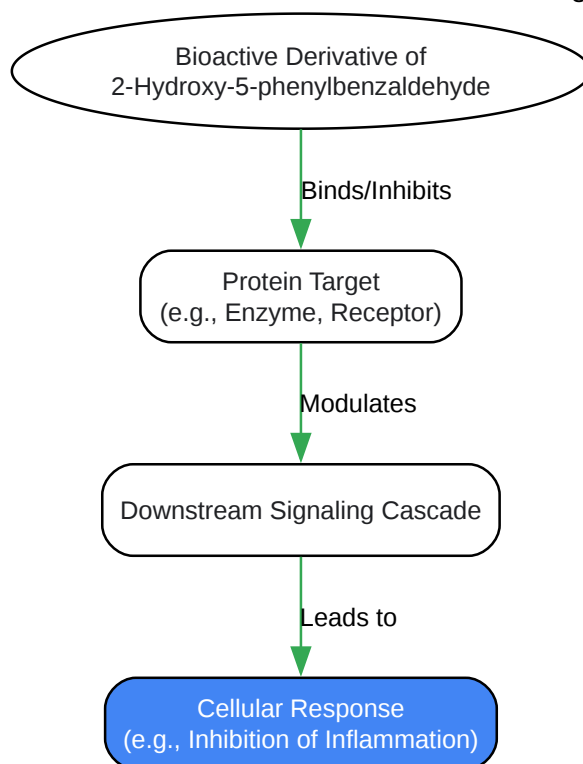 Bioactive Derivative of
2-Hydroxy-5-phenylbenzaldehyde
Binds/Inhibits
Protein Target
(e.g., Enzyme, Receptor)
Modulates
Downstream Signaling Cascade
Leads to
Cellular Response
(e.g., Inhibition of Inflammation)